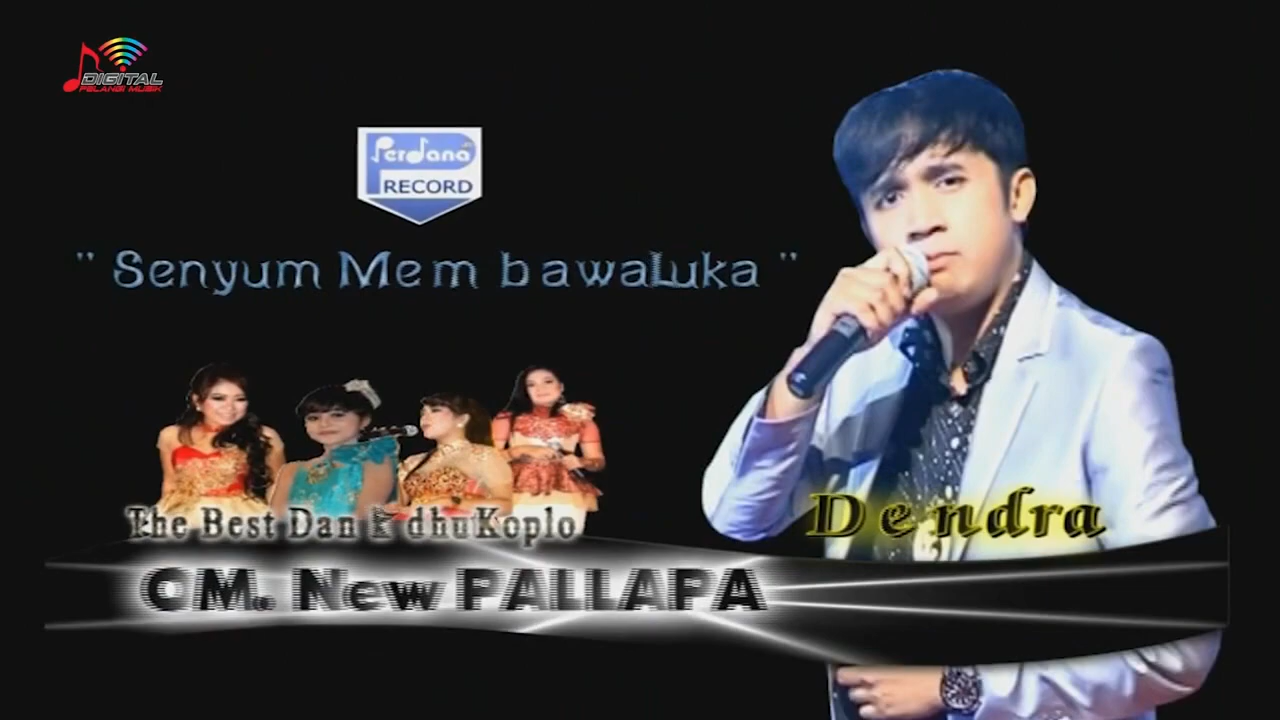 DIGITAL
PELANGI MUSIK
Perdana
RECORD
" Senyum Mem bawaLuka "
Dendra
The Best Dan dhuKoplo
OM. New PALLAPA